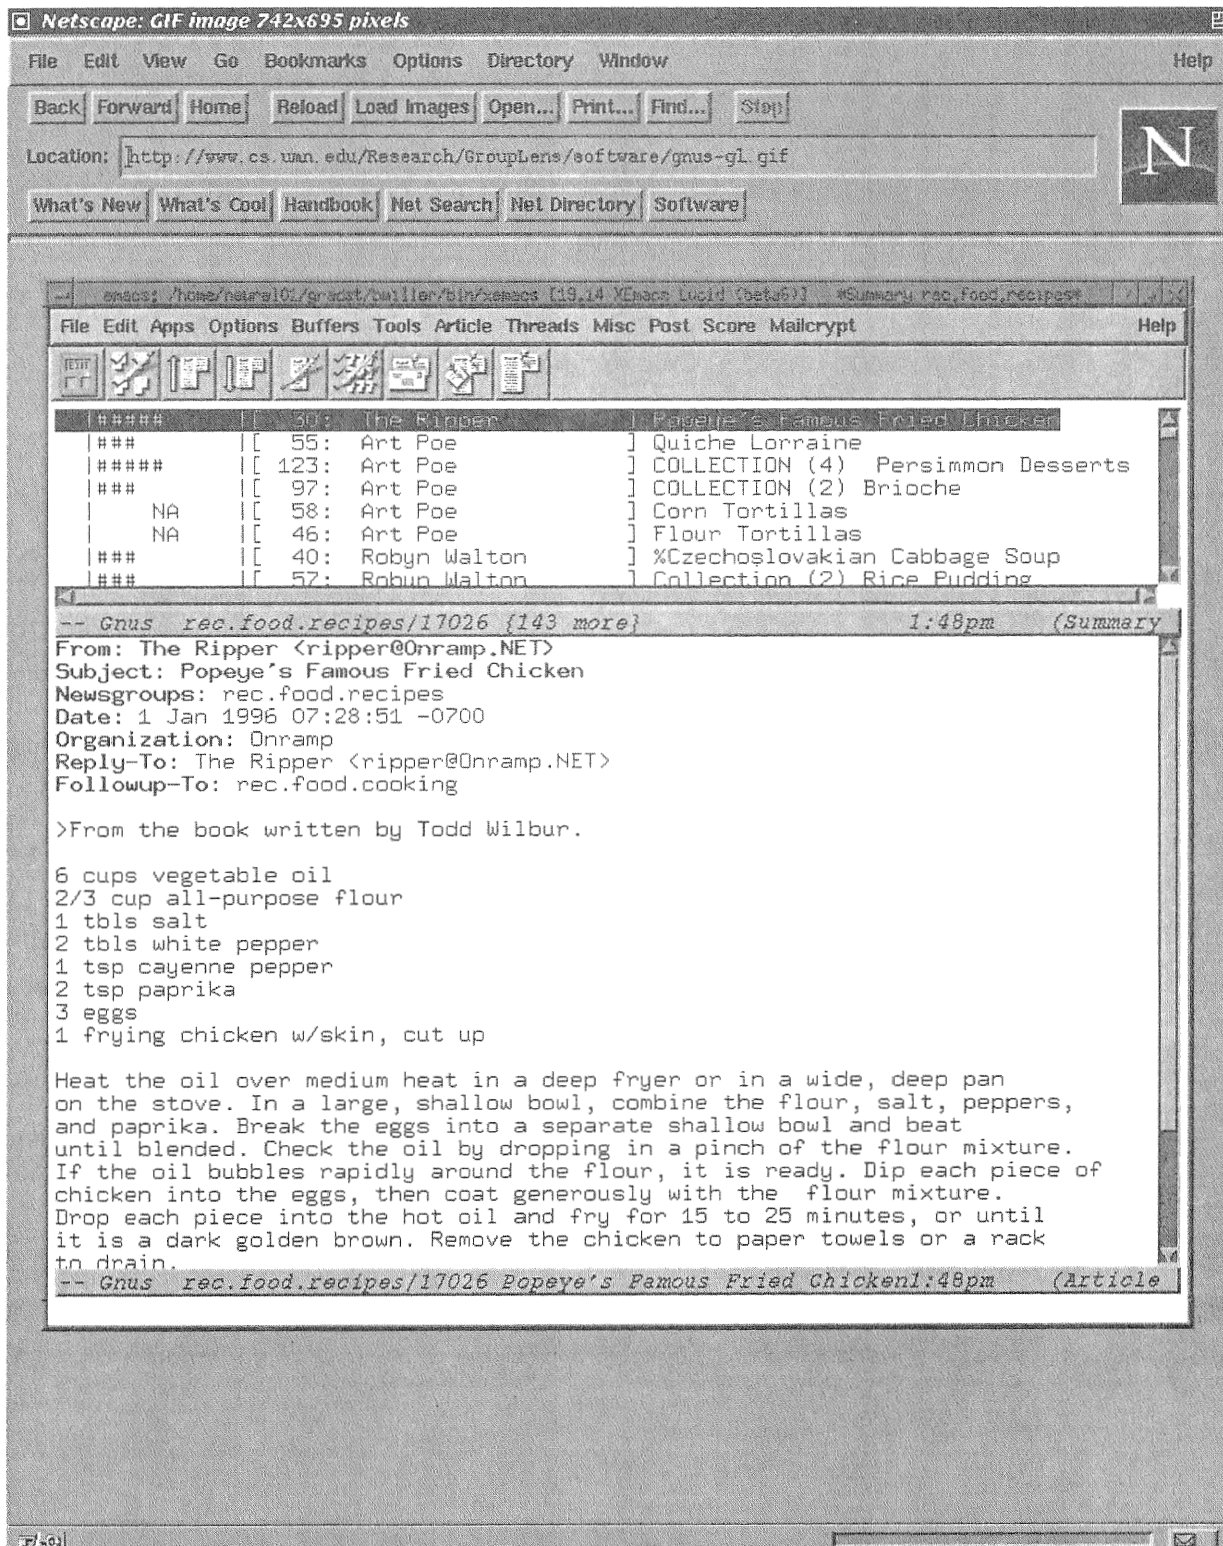 Netscape: GIF image 742x695 pixels
File Edit View Go Bookmarks Options Directory Window Help
Back Forward Home Reload Load Images Open... Print... Find... Stop
Location: http://www.cs.umn.edu/Research/GroupLens/software/gnus-gl.gif
N
What's New What's Cool Handbook Net Search Net Directory Software
emacs: /home/neural01/gradst/bmiller/bin/xemacs [19.14 XEmacs Lucid (beta6)] *Summary rec.food.recipes*
File Edit Apps Options Buffers Tools Article Threads Misc Post Score Mailcrypt Help
|##### |[ 30: The Ripper ] Popeye's Famous Fried Chicken
|### |[ 55: Art Poe ] Quiche Lorraine
|##### |[ 123: Art Poe ] COLLECTION (4) Persimmon Desserts
|### |[ 97: Art Poe ] COLLECTION (2) Brioche
| NA |[ 58: Art Poe ] Corn Tortillas
| NA |[ 46: Art Poe ] Flour Tortillas
|### |[ 40: Robyn Walton ] %Czechoslovakian Cabbage Soup
|### |[ 57: Robyn Walton ] Collection (2) Rice Pudding
-- Gnus rec.food.recipes/17026 {143 more} 1:48pm (Summary
From: The Ripper <ripper@Onramp.NET>
Subject: Popeye's Famous Fried Chicken
Newsgroups: rec.food.recipes
Date: 1 Jan 1996 07:28:51 -0700
Organization: Onramp
Reply-To: The Ripper <ripper@Onramp.NET>
Followup-To: rec.food.cooking
>From the book written by Todd Wilbur.
6 cups vegetable oil
2/3 cup all-purpose flour
1 tbls salt
2 tbls white pepper
1 tsp cayenne pepper
2 tsp paprika
3 eggs
1 frying chicken w/skin, cut up
Heat the oil over medium heat in a deep fryer or in a wide, deep pan
on the stove. In a large, shallow bowl, combine the flour, salt, peppers,
and paprika. Break the eggs into a separate shallow bowl and beat
until blended. Check the oil by dropping in a pinch of the flour mixture.
If the oil bubbles rapidly around the flour, it is ready. Dip each piece of
chicken into the eggs, then coat generously with the flour mixture.
Drop each piece into the hot oil and fry for 15 to 25 minutes, or until
it is a dark golden brown. Remove the chicken to paper towels or a rack
to drain.
-- Gnus rec.food.recipes/17026 Popeye's Famous Fried Chicken1:48pm (Article